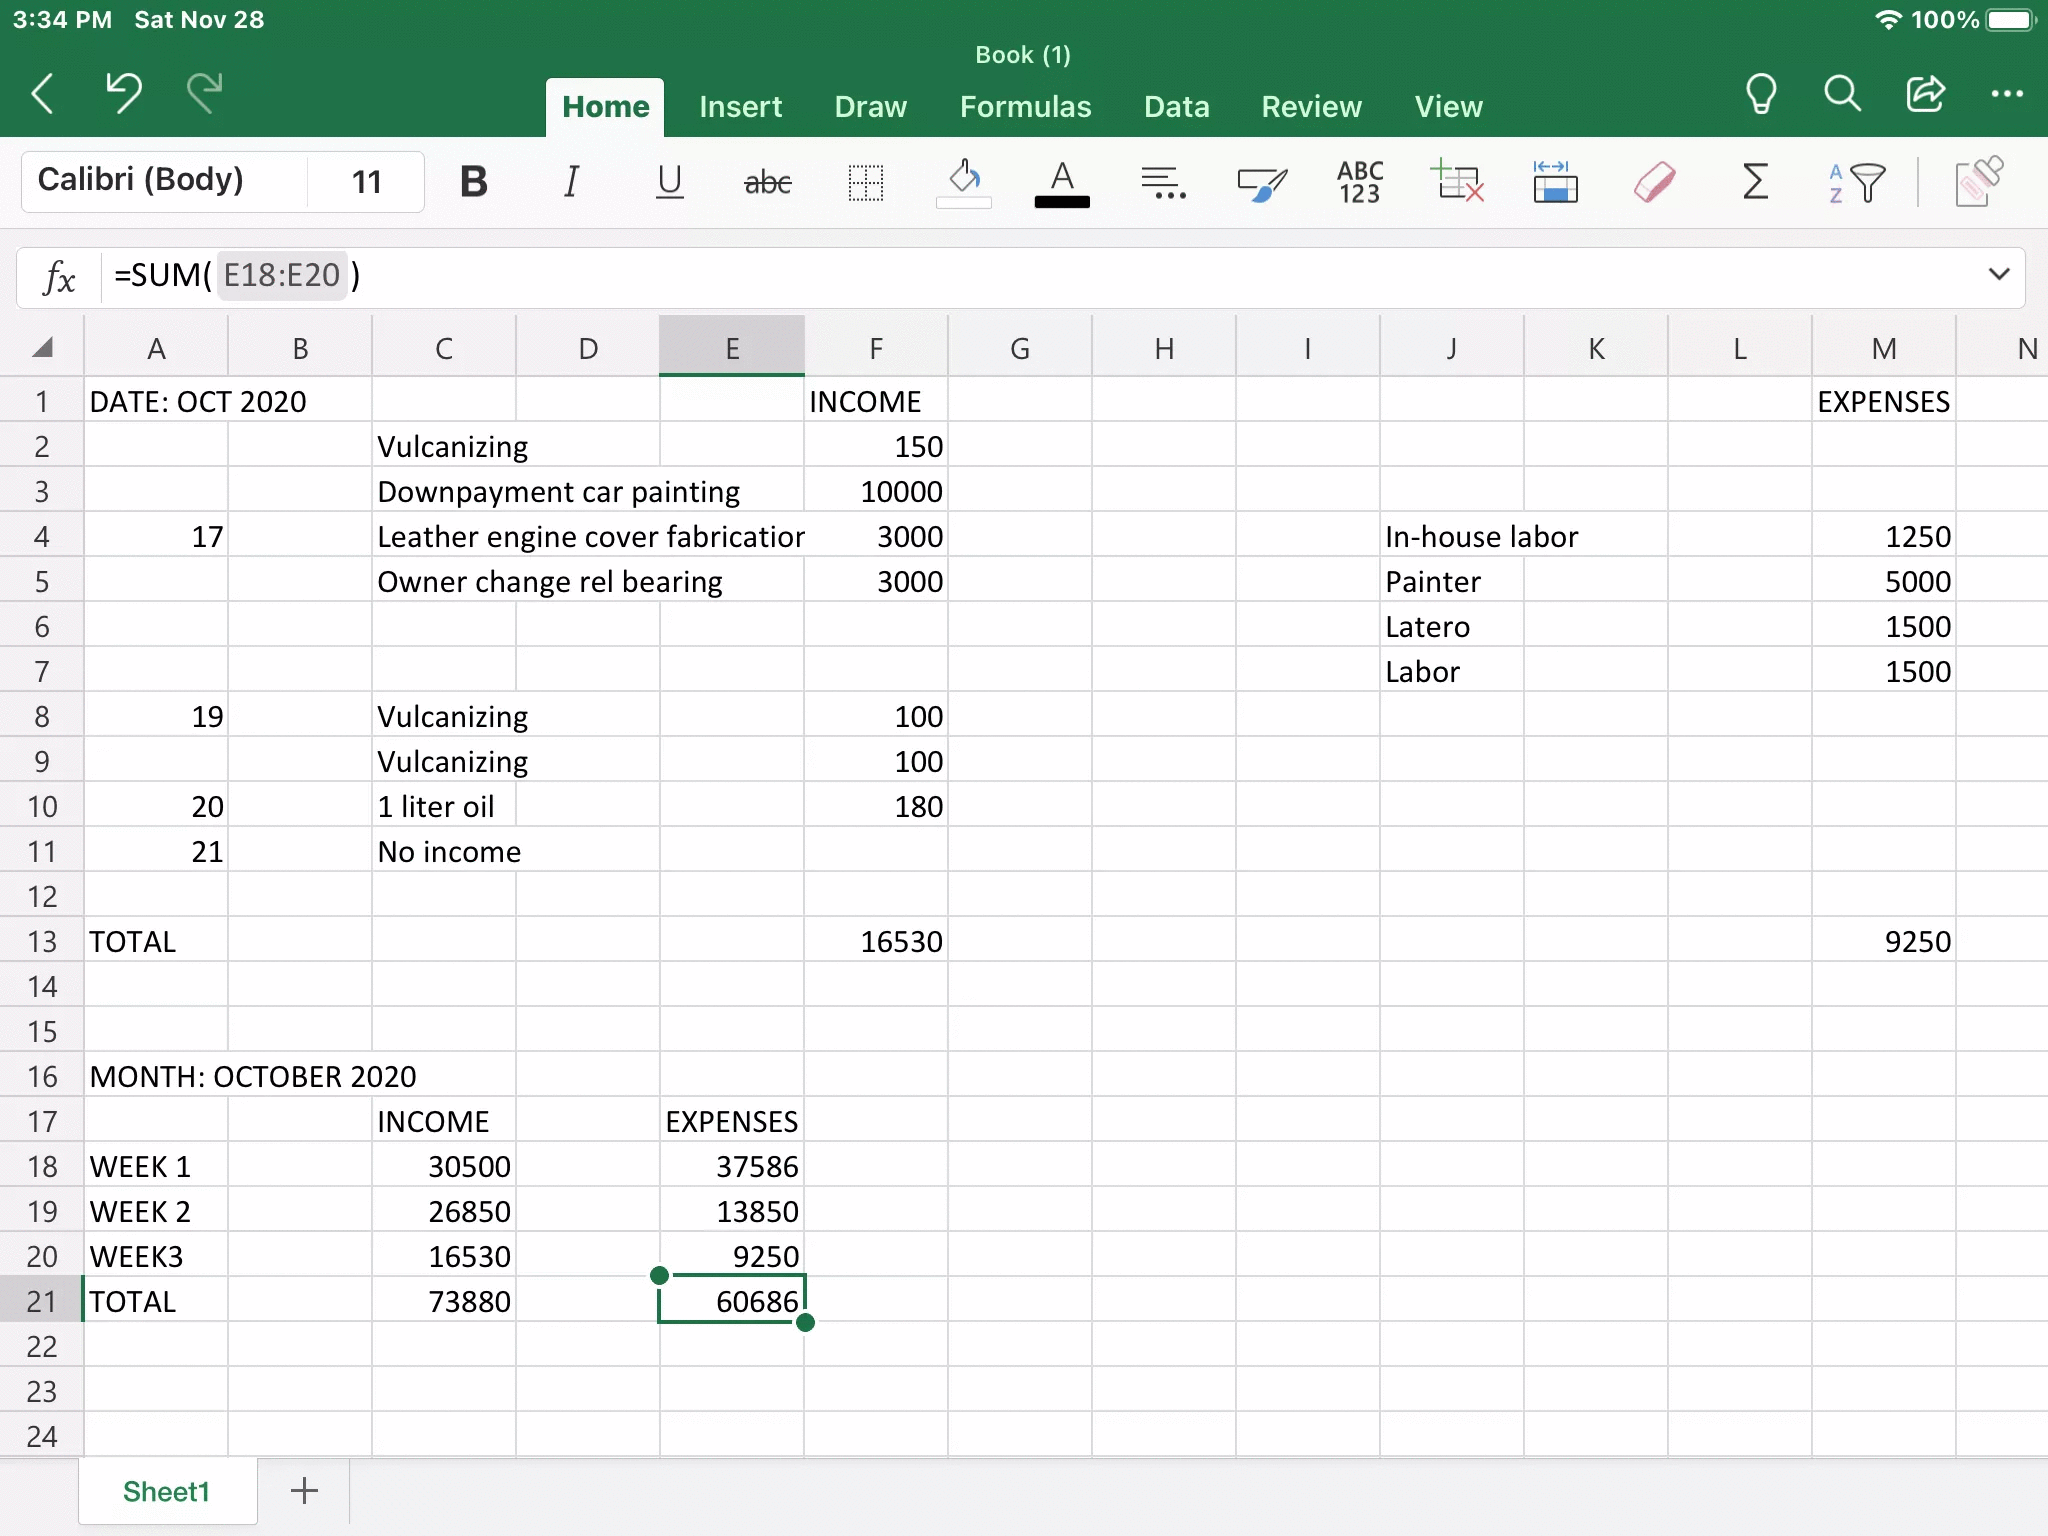 3:34 PM Sat Nov 28 100%
Book (1)
Home Insert Draw Formulas Data Review View
Calibri (Body) 11 B I U abc A ABC 123 Σ A Z
fx =SUM( E18:E20 )
A B C D E F G H I J K L M N
1 DATE: OCT 2020 INCOME EXPENSES
2 Vulcanizing 150
3 Downpayment car painting 10000
4 17 Leather engine cover fabricatior 3000 In-house labor 1250
5 Owner change rel bearing 3000 Painter 5000
6 Latero 1500
7 Labor 1500
8 19 Vulcanizing 100
9 Vulcanizing 100
10 20 1 liter oil 180
11 21 No income
12
13 TOTAL 16530 9250
14
15
16 MONTH: OCTOBER 2020
17 INCOME EXPENSES
18 WEEK 1 30500 37586
19 WEEK 2 26850 13850
20 WEEK3 16530 9250
21 TOTAL 73880 60686
22
23
24
Sheet1 +